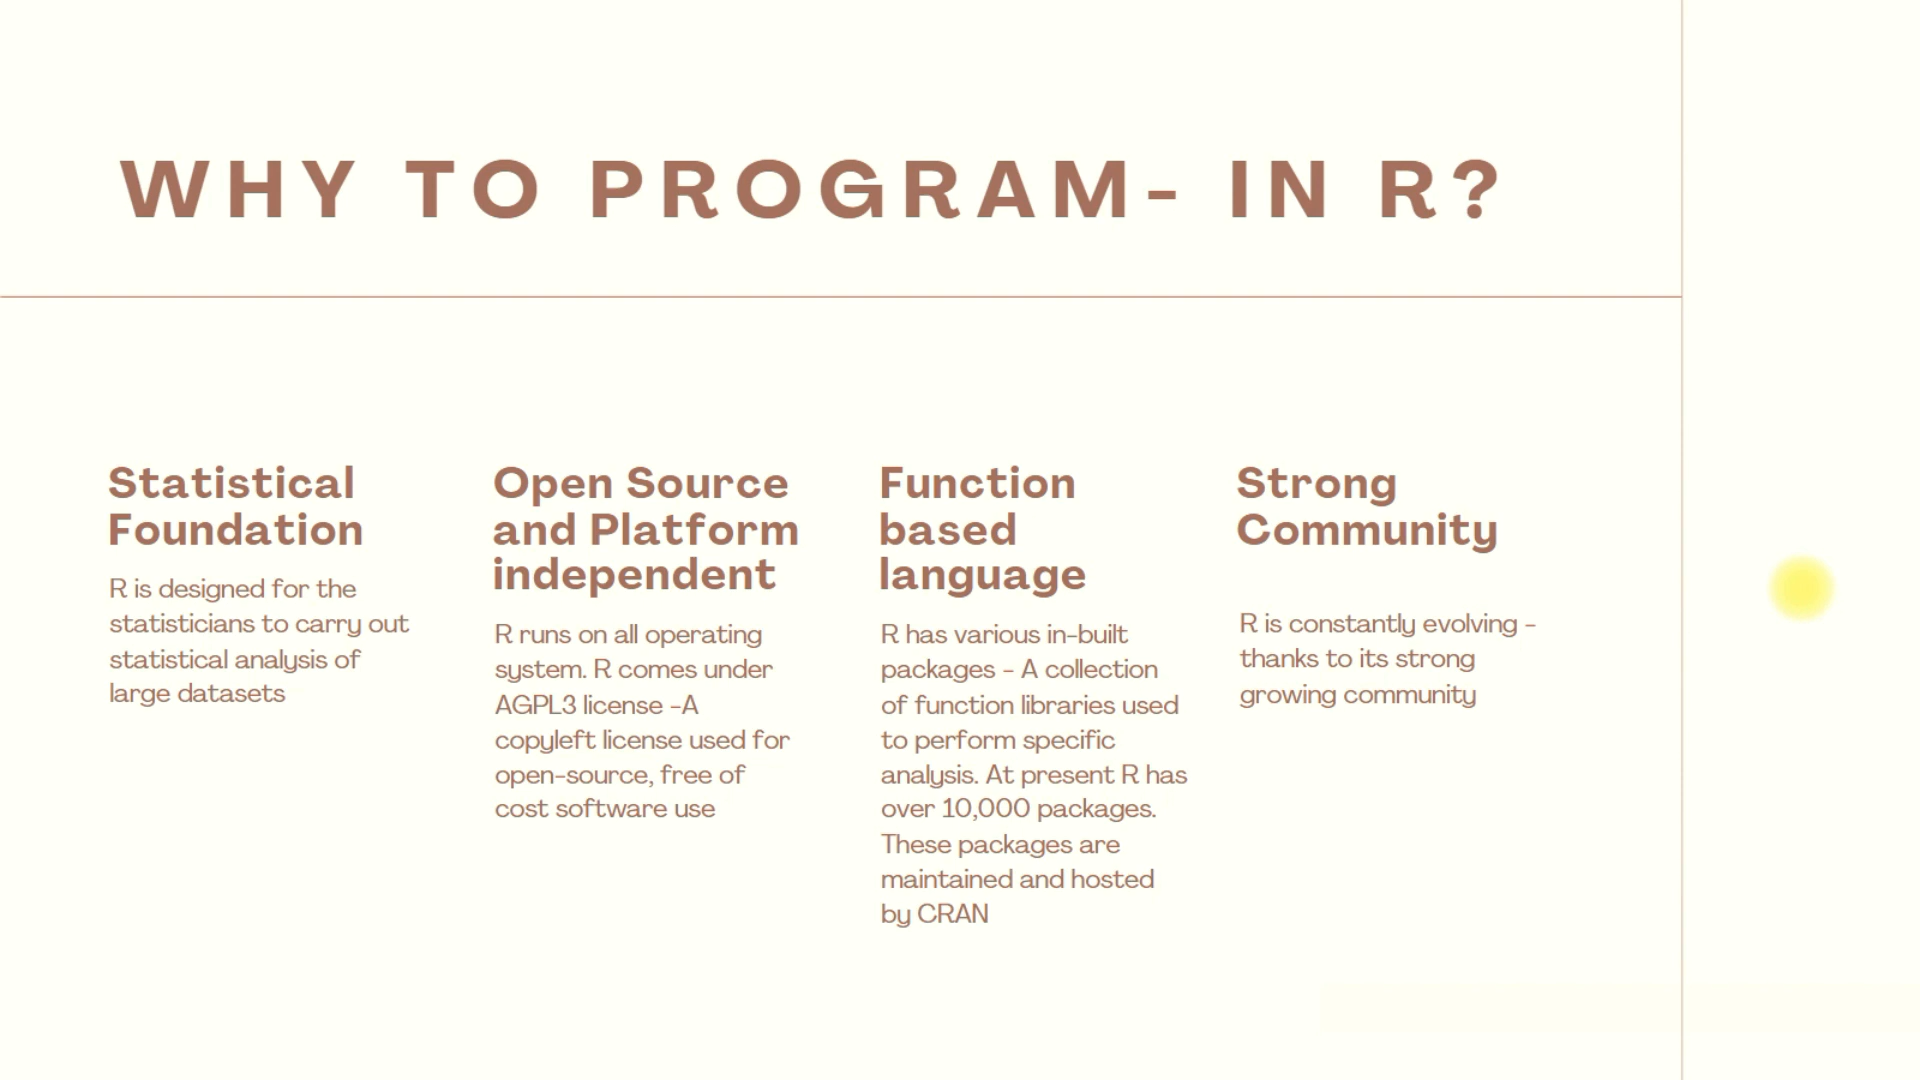 WHY TO PROGRAM- IN R?
Statistical
Foundation
R is designed for the
statisticians to carry out
statistical analysis of
large datasets
Open Source
and Platform
independent
R runs on all operating
system. R comes under
AGPL3 license -A
copyleft license used for
open-source, free of
cost software use
Function
based
language
R has various in-built
packages - A collection
of function libraries used
to perform specific
analysis. At present R has
over 10,000 packages.
These packages are
maintained and hosted
by CRAN
Strong
Community
R is constantly evolving -
thanks to its strong
growing community